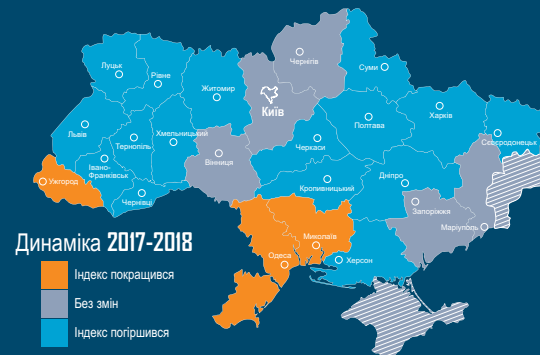 Чернігів
Луцьк
Рівне
Суми
Житомир
Київ
Харків
Львів
Полтава
Сєвєродонецьк
Тернопіль
Хмельницький
Черкаси
Вінниця
Івано-
Франківськ
Ужгород
Чернівці
Кропивницький
Дніпро
Запоріжжя
Маріуполь
Миколаїв
Одеса
Херсон
Динаміка 2017-2018
Індекс покращився
Без змін
Індекс погіршився